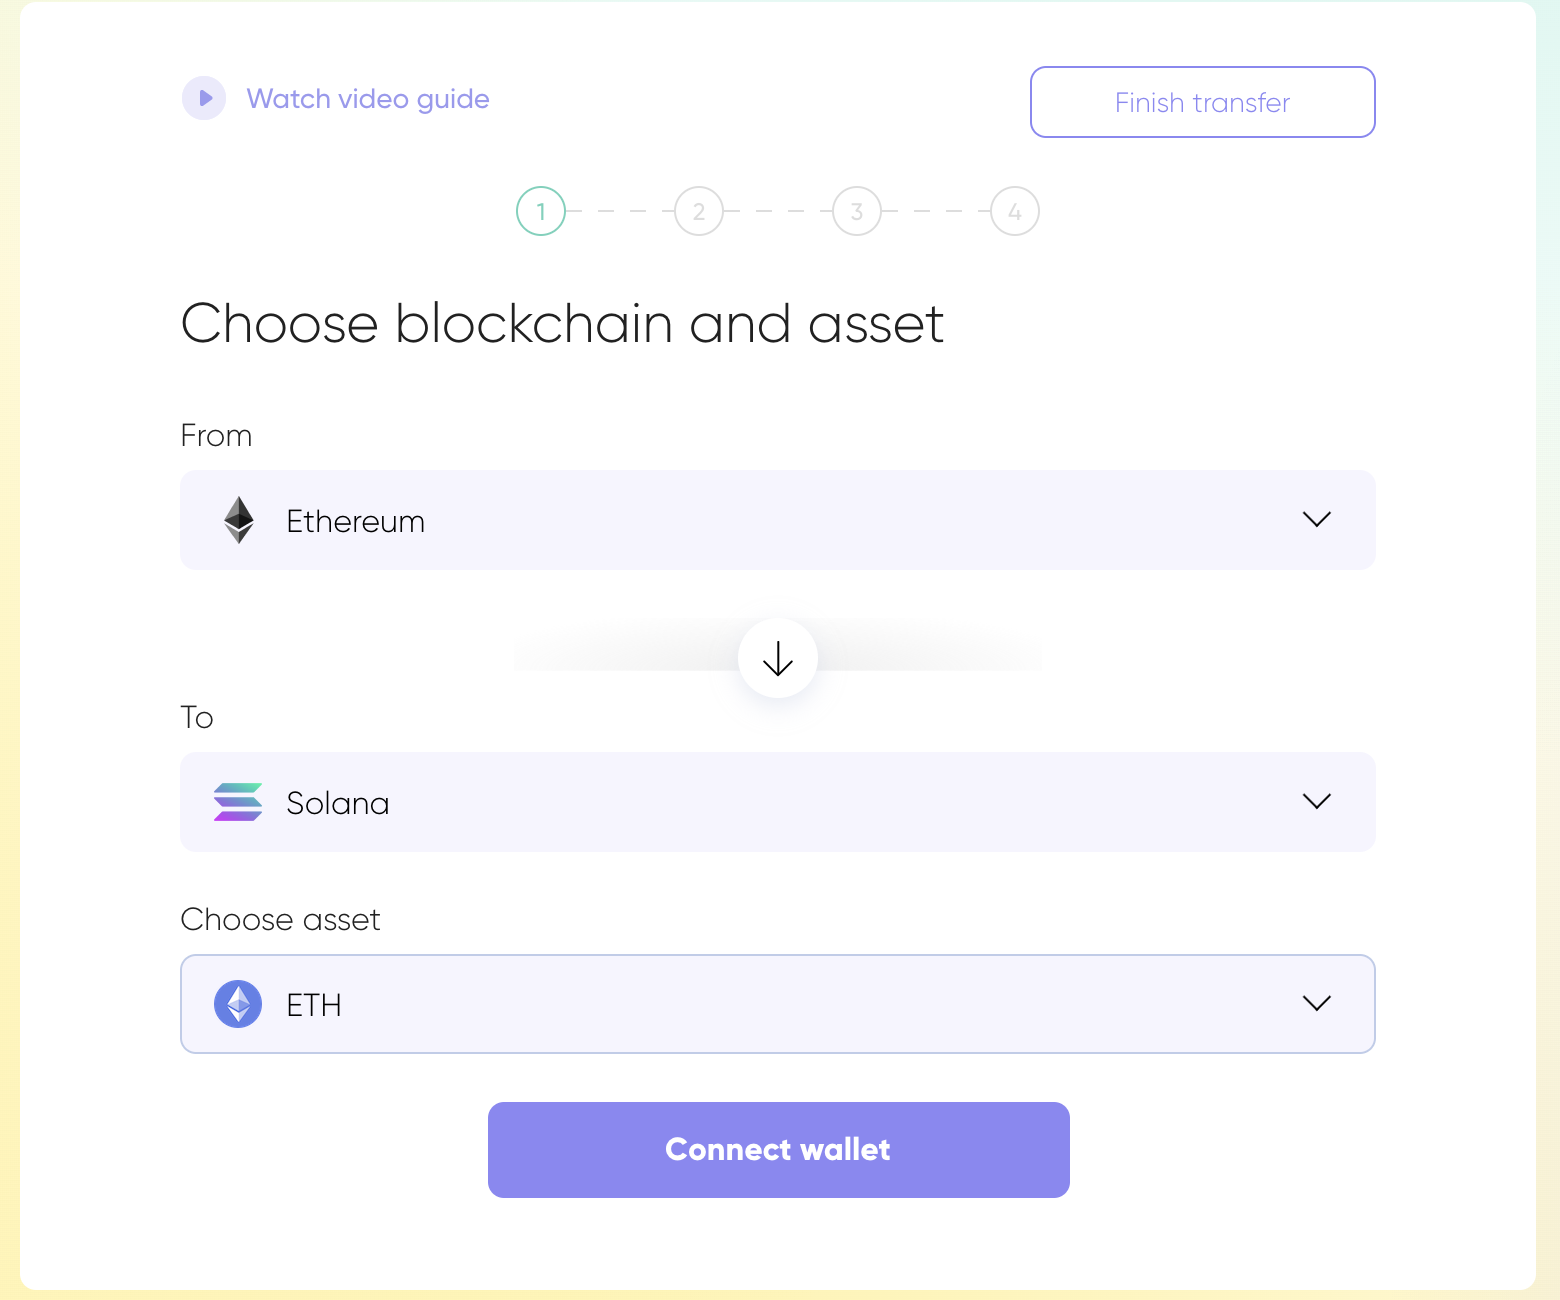 Watch video guide
Finish transfer
1 2 3 4
Choose blockchain and asset
From
Ethereum
To
Solana
Choose asset
ETH
Connect wallet